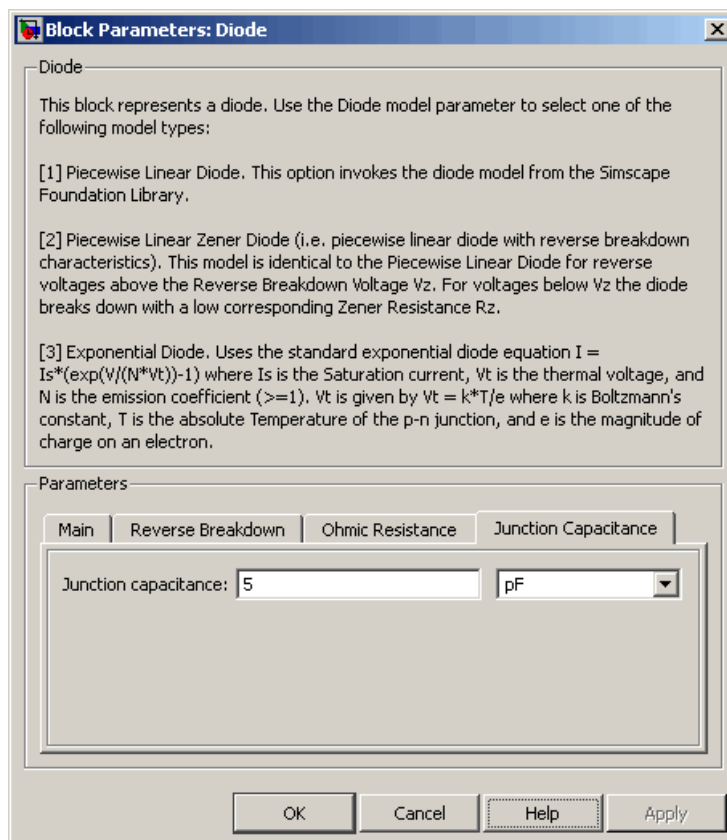 Block Parameters: Diode
Diode
This block represents a diode. Use the Diode model parameter to select one of the
following model types:
[1] Piecewise Linear Diode. This option invokes the diode model from the Simscape
Foundation Library.
[2] Piecewise Linear Zener Diode (i.e. piecewise linear diode with reverse breakdown
characteristics). This model is identical to the Piecewise Linear Diode for reverse
voltages above the Reverse Breakdown Voltage Vz. For voltages below Vz the diode
breaks down with a low corresponding Zener Resistance Rz.
[3] Exponential Diode. Uses the standard exponential diode equation I =
Is*(exp(V/(N*Vt))-1) where Is is the Saturation current, Vt is the thermal voltage, and
N is the emission coefficient (>=1). Vt is given by Vt = k*T/e where k is Boltzmann's
constant, T is the absolute Temperature of the p-n junction, and e is the magnitude of
charge on an electron.
Parameters
Main Reverse Breakdown Ohmic Resistance Junction Capacitance
Junction capacitance: 5 pF
OK Cancel Help Apply